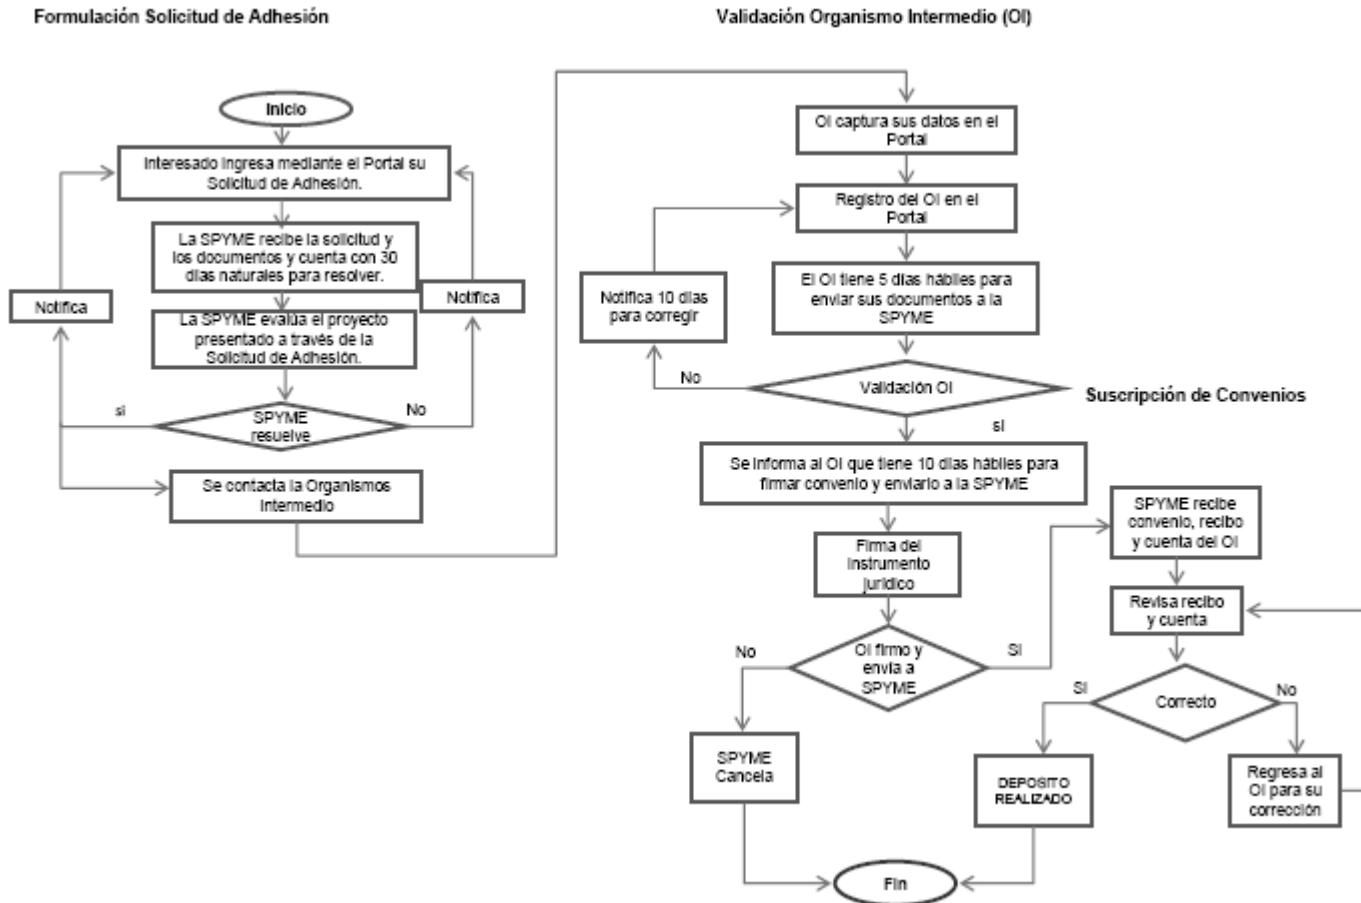 Formulación Solicitud de Adhesión
Inicio
Interesado Ingresa mediante el Portal su
Solicitud de Adhesión.
La SPYME recibe la solicitud y
los documentos y cuenta con 30
días naturales para resolver.
Notifica
Notifica
La SPYME evalúa el proyecto
presentado a través de la
Solicitud de Adhesión.
si
SPYME
resuelve
No
Se contacta la Organismos
Intermedio
Validación Organismo Intermedio (OI)
OI captura sus datos en el
Portal
Registro del OI en el
Portal
El OI tiene 5 días hábiles para
enviar sus documentos a la
SPYME
Notifica 10 días
para corregir
No
Validación OI
si
Se informa al OI que tiene 10 días hábiles para
firmar convenio y enviarlo a la SPYME
Firma del
instrumento
jurídico
No
OI firmo y
envía a
SPYME
Si
SPYME
Cancela
Suscripción de Convenios
SPYME recibe
convenio, recibo
y cuenta del OI
Revisa recibo
y cuenta
Si
Correcto
No
DEPOSITO
REALIZADO
Regresa al
OI para su
corrección
Fin